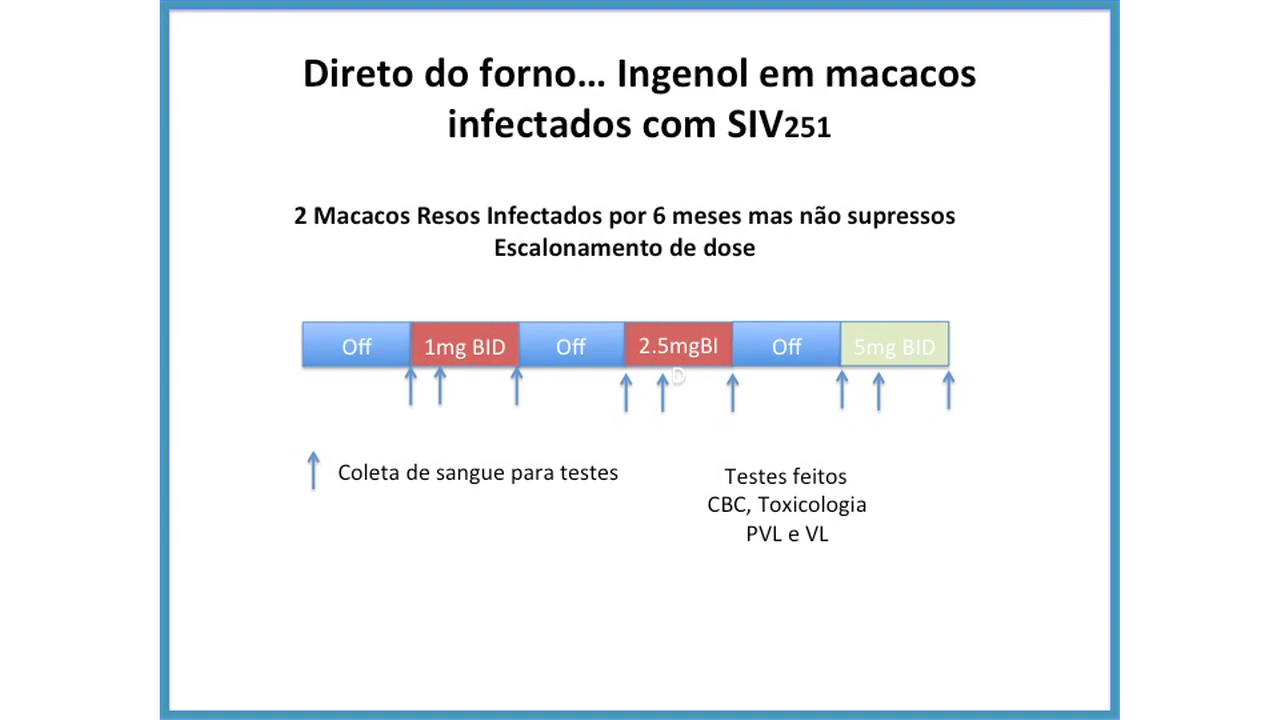 Direto do forno… Ingenol em macacos
infectados com SIV251
2 Macacos Resos Infectados por 6 meses mas não supressos
Escalonamento de dose
Off 1mg BID Off 2.5mgBI Off 5mg BID
D
Coleta de sangue para testes
Testes feitos
CBC, Toxicologia
PVL e VL